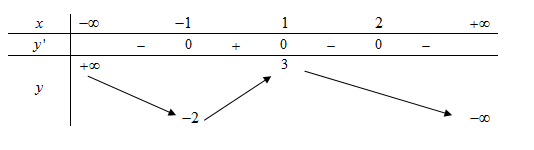 x −∞ −1 1 2 +∞
y' − 0 + 0 − 0 −
+∞ 3
y
−2 −∞